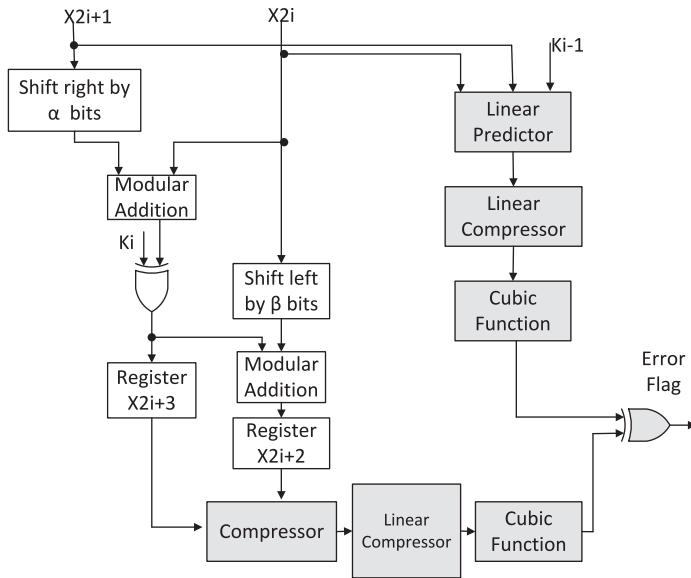 X2i+1
X2i
Ki-1
Shift right by
α bits
Linear
Predictor
Modular
Addition
Linear
Compressor
Ki
Shift left
by β bits
Cubic
Function
Error
Flag
Register
X2i+3
Modular
Addition
Register
X2i+2
Compressor
Linear
Compressor
Cubic
Function